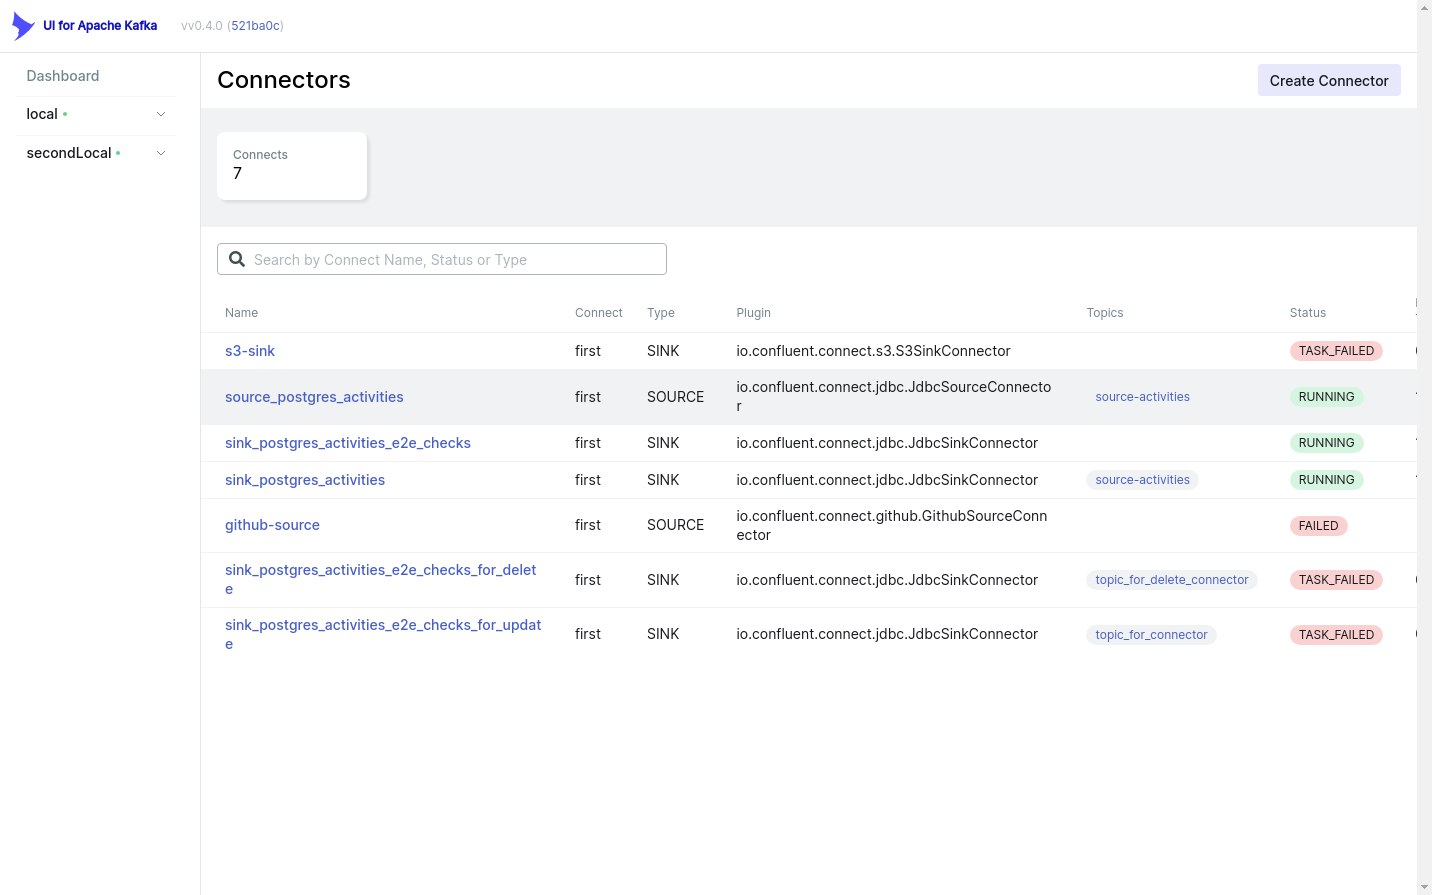 UI for Apache Kafka vv0.4.0 (521ba0c)
Dashboard
local
secondLocal
Connectors
Create Connector
Connects
7
Search by Connect Name, Status or Type
Name Connect Type Plugin Topics Status
s3-sink first SINK io.confluent.connect.s3.S3SinkConnector TASK_FAILED
source_postgres_activities first SOURCE io.confluent.connect.jdbc.JdbcSourceConnecto
r source-activities RUNNING
sink_postgres_activities_e2e_checks first SINK io.confluent.connect.jdbc.JdbcSinkConnector RUNNING
sink_postgres_activities first SINK io.confluent.connect.jdbc.JdbcSinkConnector source-activities RUNNING
github-source first SOURCE io.confluent.connect.github.GithubSourceConn
ector FAILED
sink_postgres_activities_e2e_checks_for_delet
e first SINK io.confluent.connect.jdbc.JdbcSinkConnector topic_for_delete_connector TASK_FAILED
sink_postgres_activities_e2e_checks_for_updat
e first SINK io.confluent.connect.jdbc.JdbcSinkConnector topic_for_connector TASK_FAILED